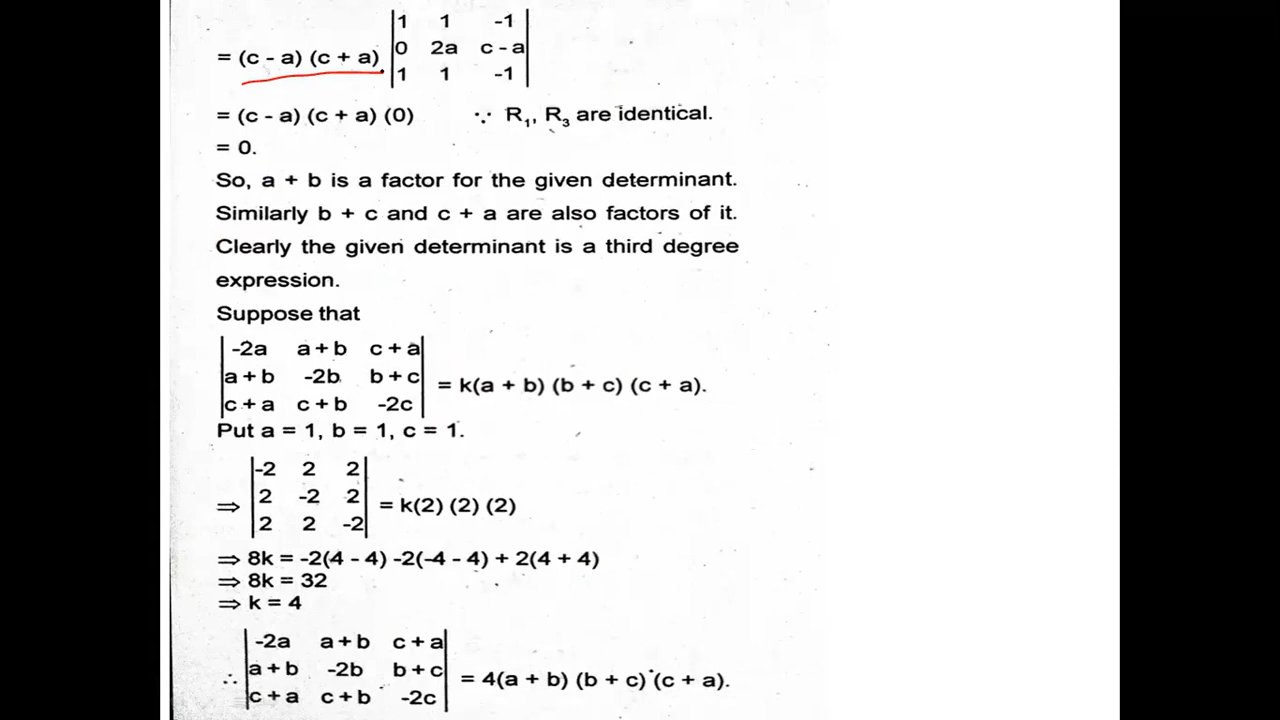 |1 1 -1|
= (c - a) (c + a) |0 2a c - a|
|1 1 -1|
= (c - a) (c + a) (0) ∵ R₁, R₃ are identical.
= 0.
So, a + b is a factor for the given determinant.
Similarly b + c and c + a are also factors of it.
Clearly the given determinant is a third degree
expression.
Suppose that
|-2a a + b c + a|
|a + b -2b b + c| = k(a + b) (b + c) (c + a).
|c + a c + b -2c|
Put a = 1, b = 1, c = 1.
|-2 2 2|
⇒ |2 -2 2| = k(2) (2) (2)
|2 2 -2|
⇒ 8k = -2(4 - 4) -2(-4 - 4) + 2(4 + 4)
⇒ 8k = 32
⇒ k = 4
|-2a a + b c + a|
∴ |a + b -2b b + c| = 4(a + b) (b + c) (c + a).
|c + a c + b -2c|